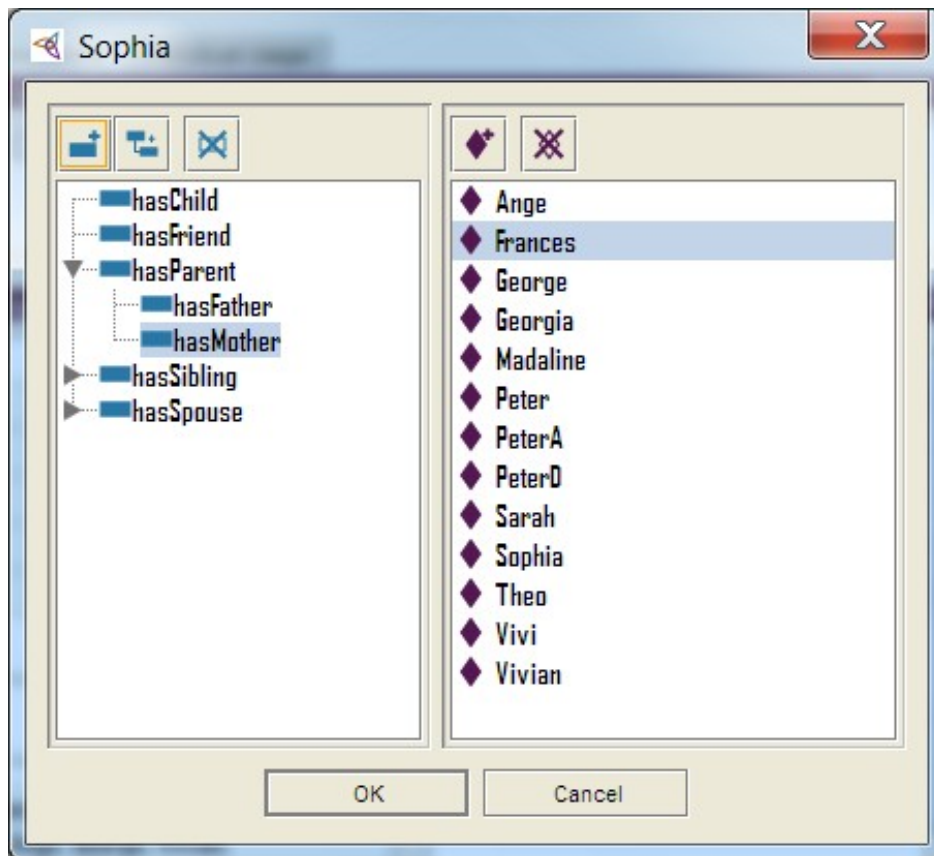 Sophia
hasChild
hasFriend
hasParent
hasFather
hasMother
hasSibling
hasSpouse
Ange
Frances
George
Georgia
Madaline
Peter
PeterA
PeterD
Sarah
Sophia
Theo
Vivi
Vivian
OK
Cancel